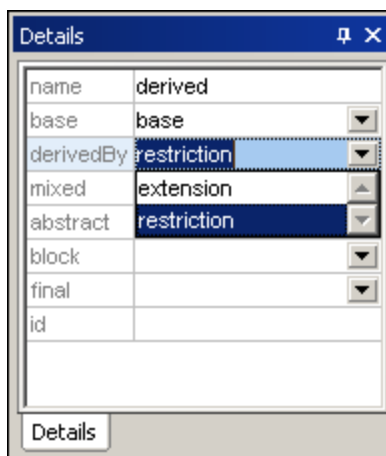 Details
name derived
base base
derivedBy restriction
mixed extension
abstract restriction
block
final
id
Details